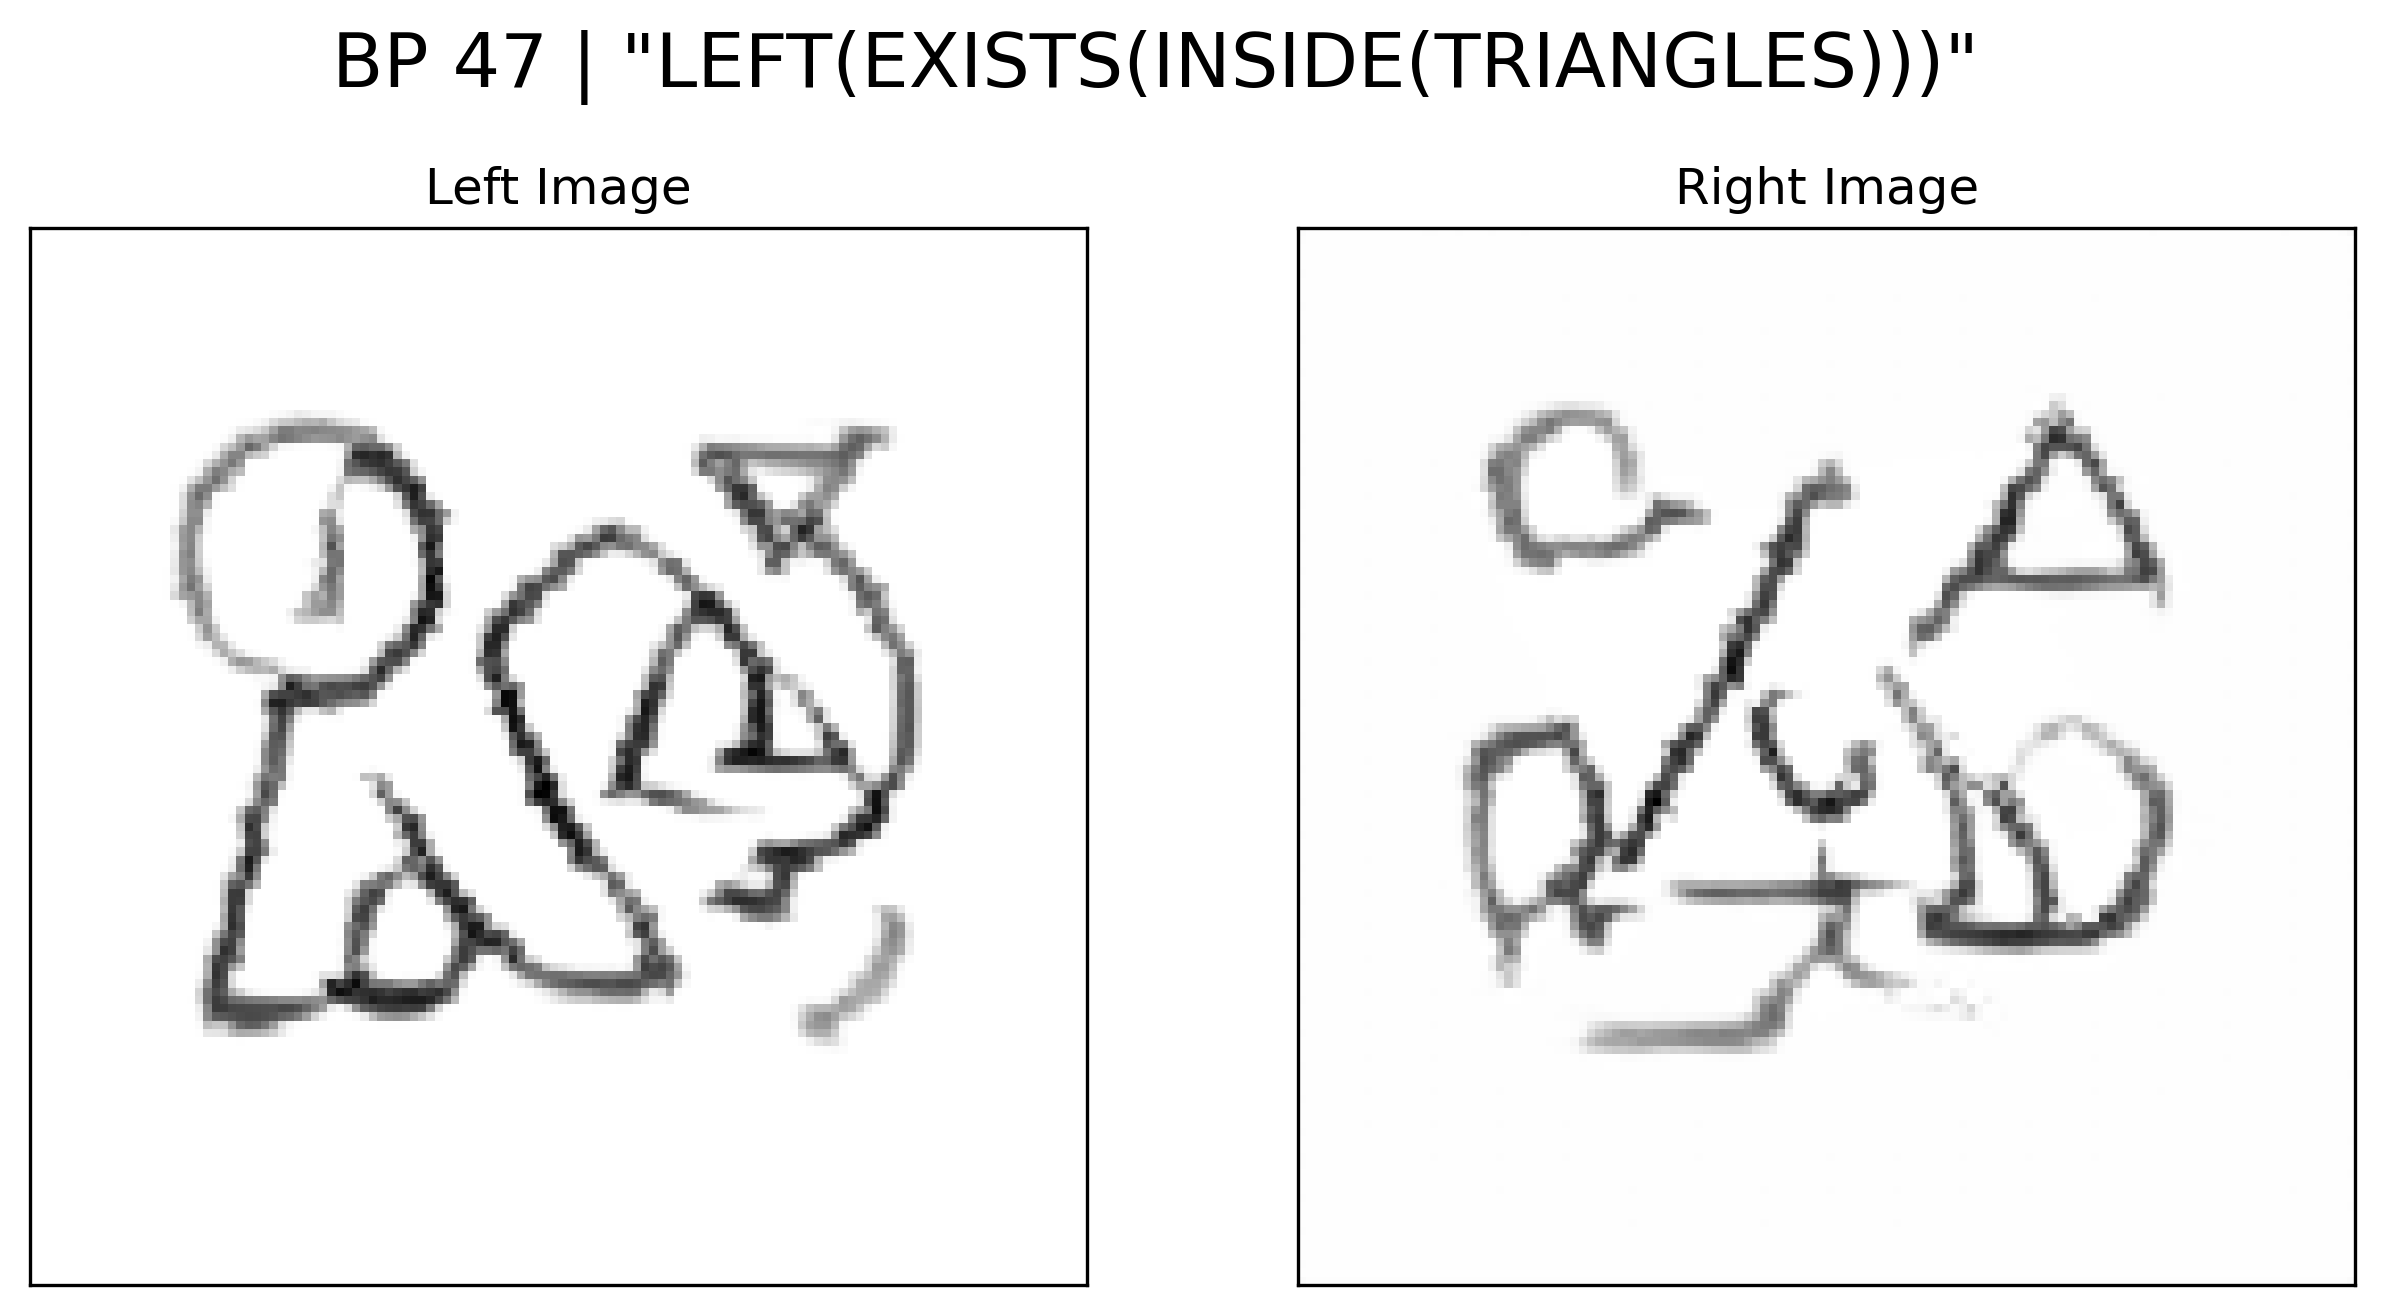 BP 47 | "LEFT(EXISTS(INSIDE(TRIANGLES)))"
Left Image
Right Image